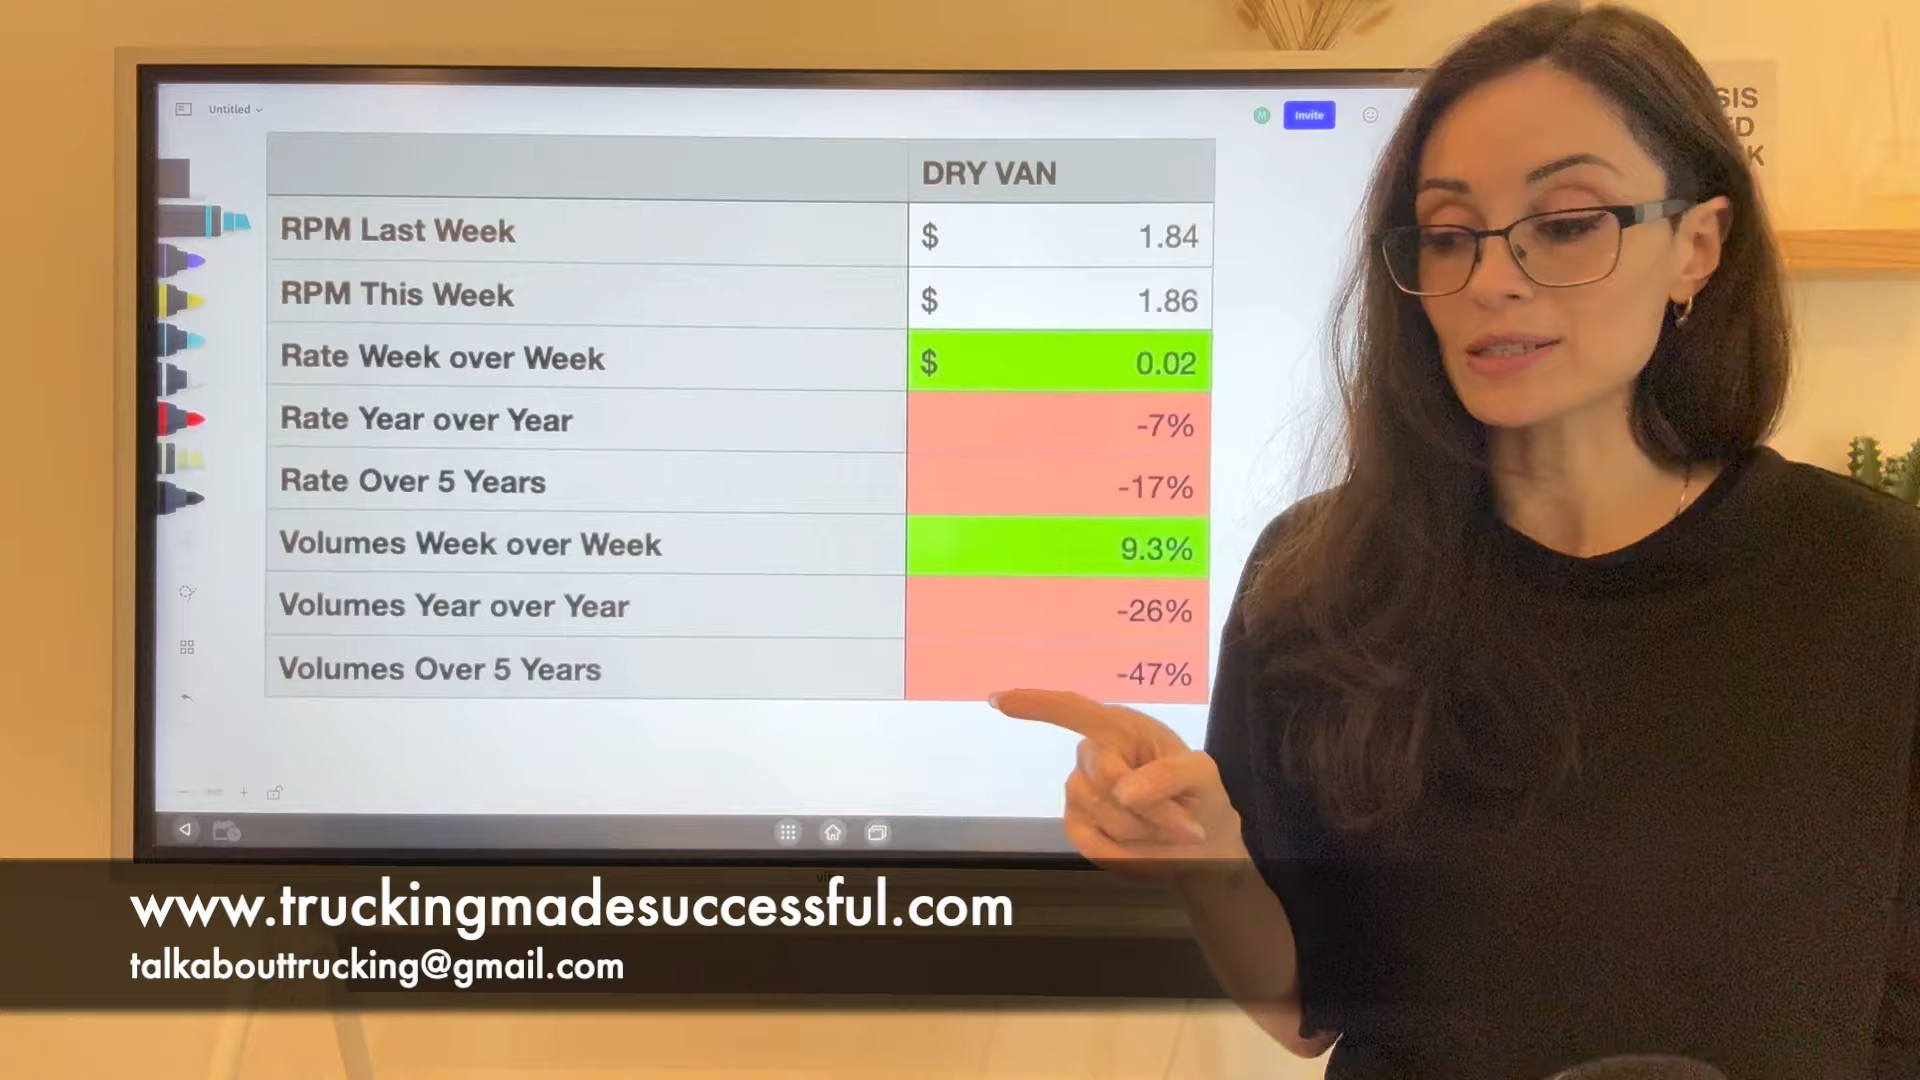 Untitled
M
Invite
DRY VAN
RPM Last Week $ 1.84
RPM This Week $ 1.86
Rate Week over Week $ 0.02
Rate Year over Year -7%
Rate Over 5 Years -17%
Volumes Week over Week 9.3%
Volumes Year over Year -26%
Volumes Over 5 Years -47%
www.truckingmadesuccessful.com
talkabouttrucking@gmail.com